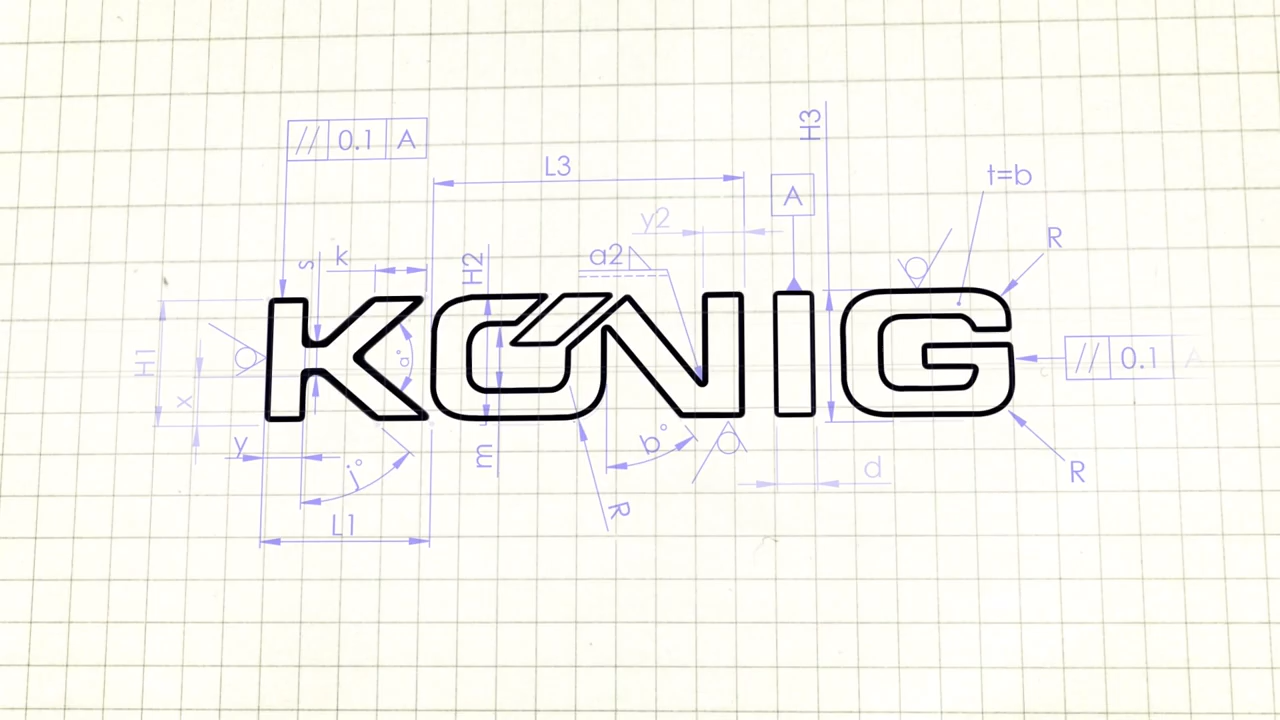 H3
// 0.1 A
L3
t=b
A
y2
R
s
k
H2
a2
KÖNIG
H1
a°
// 0.1 A
x
y
j°
m
b°
d
R
R
L1